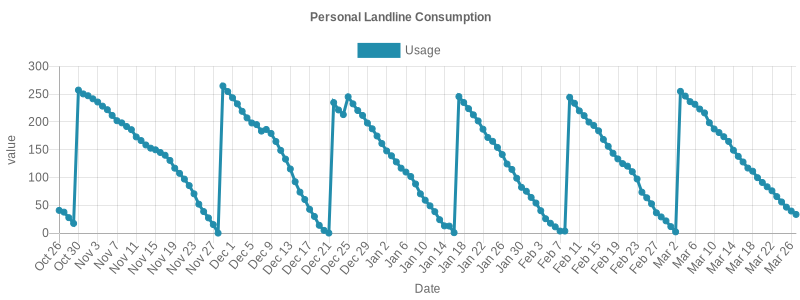 Personal Landline Consumption
Usage
300
250
200
150
100
50
0
value
Oct 26
Oct 30
Nov 3
Nov 7
Nov 11
Nov 15
Nov 19
Nov 23
Nov 27
Dec 1
Dec 5
Dec 9
Dec 13
Dec 17
Dec 21
Dec 25
Dec 29
Jan 2
Jan 6
Jan 10
Jan 14
Jan 18
Jan 22
Jan 26
Jan 30
Feb 3
Feb 7
Feb 11
Feb 15
Feb 19
Feb 23
Feb 27
Mar 2
Mar 6
Mar 10
Mar 14
Mar 18
Mar 22
Mar 26
Date